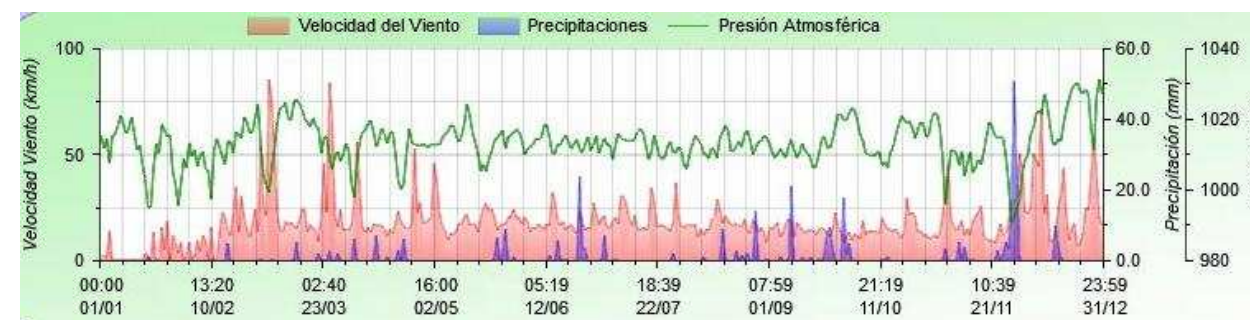 Velocidad del Viento Precipitaciones Presión Atmosférica
100 60.0 1040
40.0 1020
50
20.0 1000
0 0.0 980
Velocidad Viento (km/h)
Precipitación (mm)
00:00 13:20 02:40 16:00 05:19 18:39 07:59 21:19 10:39 23:59
01/01 10/02 23/03 02/05 12/06 22/07 01/09 11/10 21/11 31/12